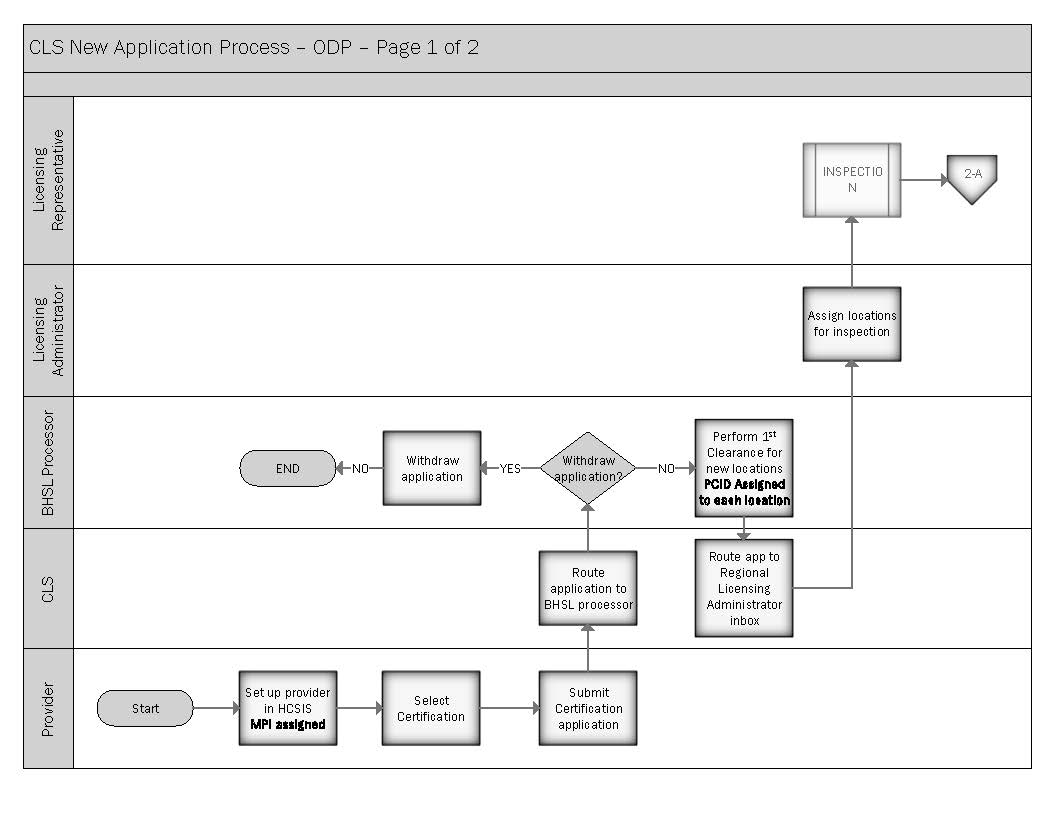 CLS New Application Process – ODP – Page 1 of 2
Licensing
Representative
INSPECTIO
N
2-A
Licensing
Administrator
Assign locations
for inspection
BHSL Processor
END
NO
Withdraw
application
YES
Withdraw
application?
NO
Perform 1st
Clearance for
new locations
PCID Assigned
to each location
CLS
Route
application to
BHSL processor
Route app to
Regional
Licensing
Administrator
inbox
Provider
Start
Set up provider
in HCSIS
MPI assigned
Select
Certification
Submit
Certification
application